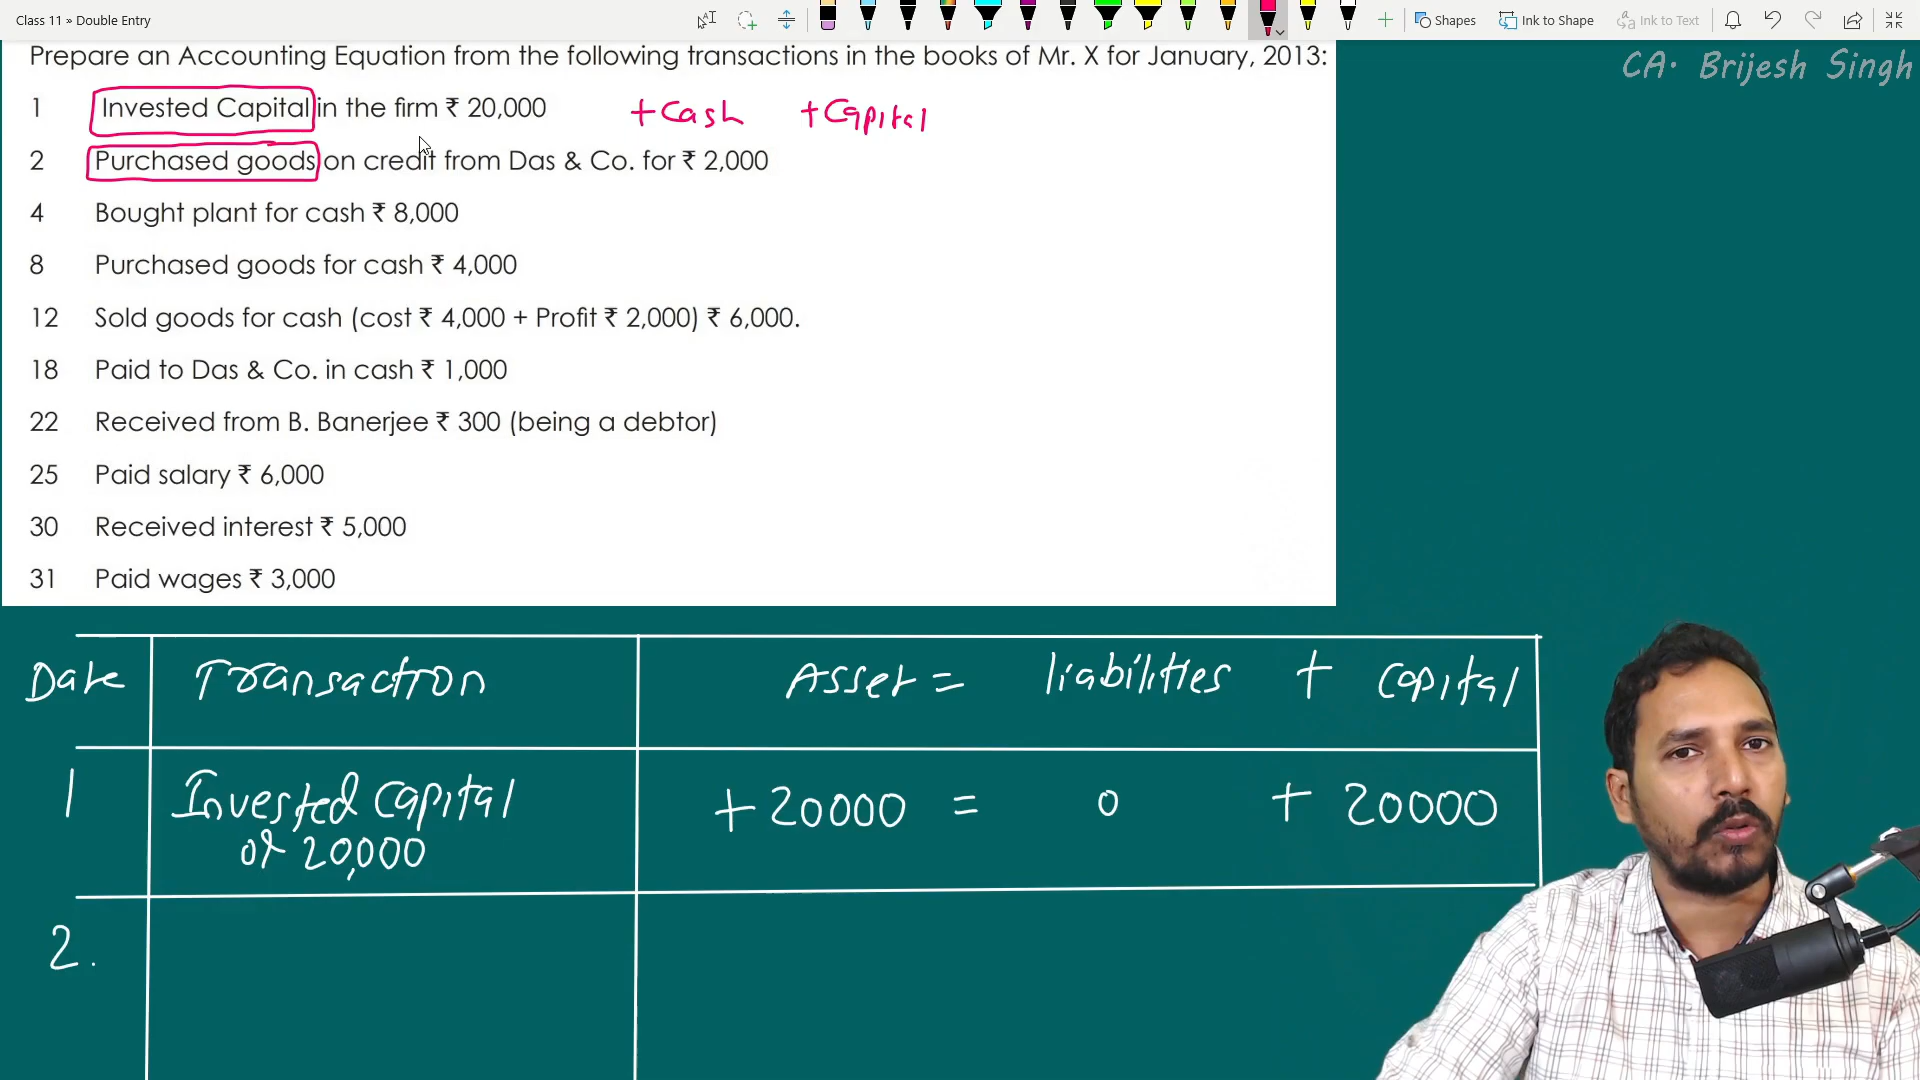 Class 11 » Double Entry
Shapes
Ink to Shape
Ink to Text
CA. Brijesh Singh
Prepare an Accounting Equation from the following transactions in the books of Mr. X for January, 2013:
1 Invested Capital in the firm ₹ 20,000 +Cash +Capital
2 Purchased goods on credit from Das & Co. for ₹ 2,000
4 Bought plant for cash ₹ 8,000
8 Purchased goods for cash ₹ 4,000
12 Sold goods for cash (cost ₹ 4,000 + Profit ₹ 2,000) ₹ 6,000.
18 Paid to Das & Co. in cash ₹ 1,000
22 Received from B. Banerjee ₹ 300 (being a debtor)
25 Paid salary ₹ 6,000
30 Received interest ₹ 5,000
31 Paid wages ₹ 3,000
Date Transaction Asset = liabilities + Capital
1 Invested Capital + 20000 = 0 + 20000
of 20,000
2.